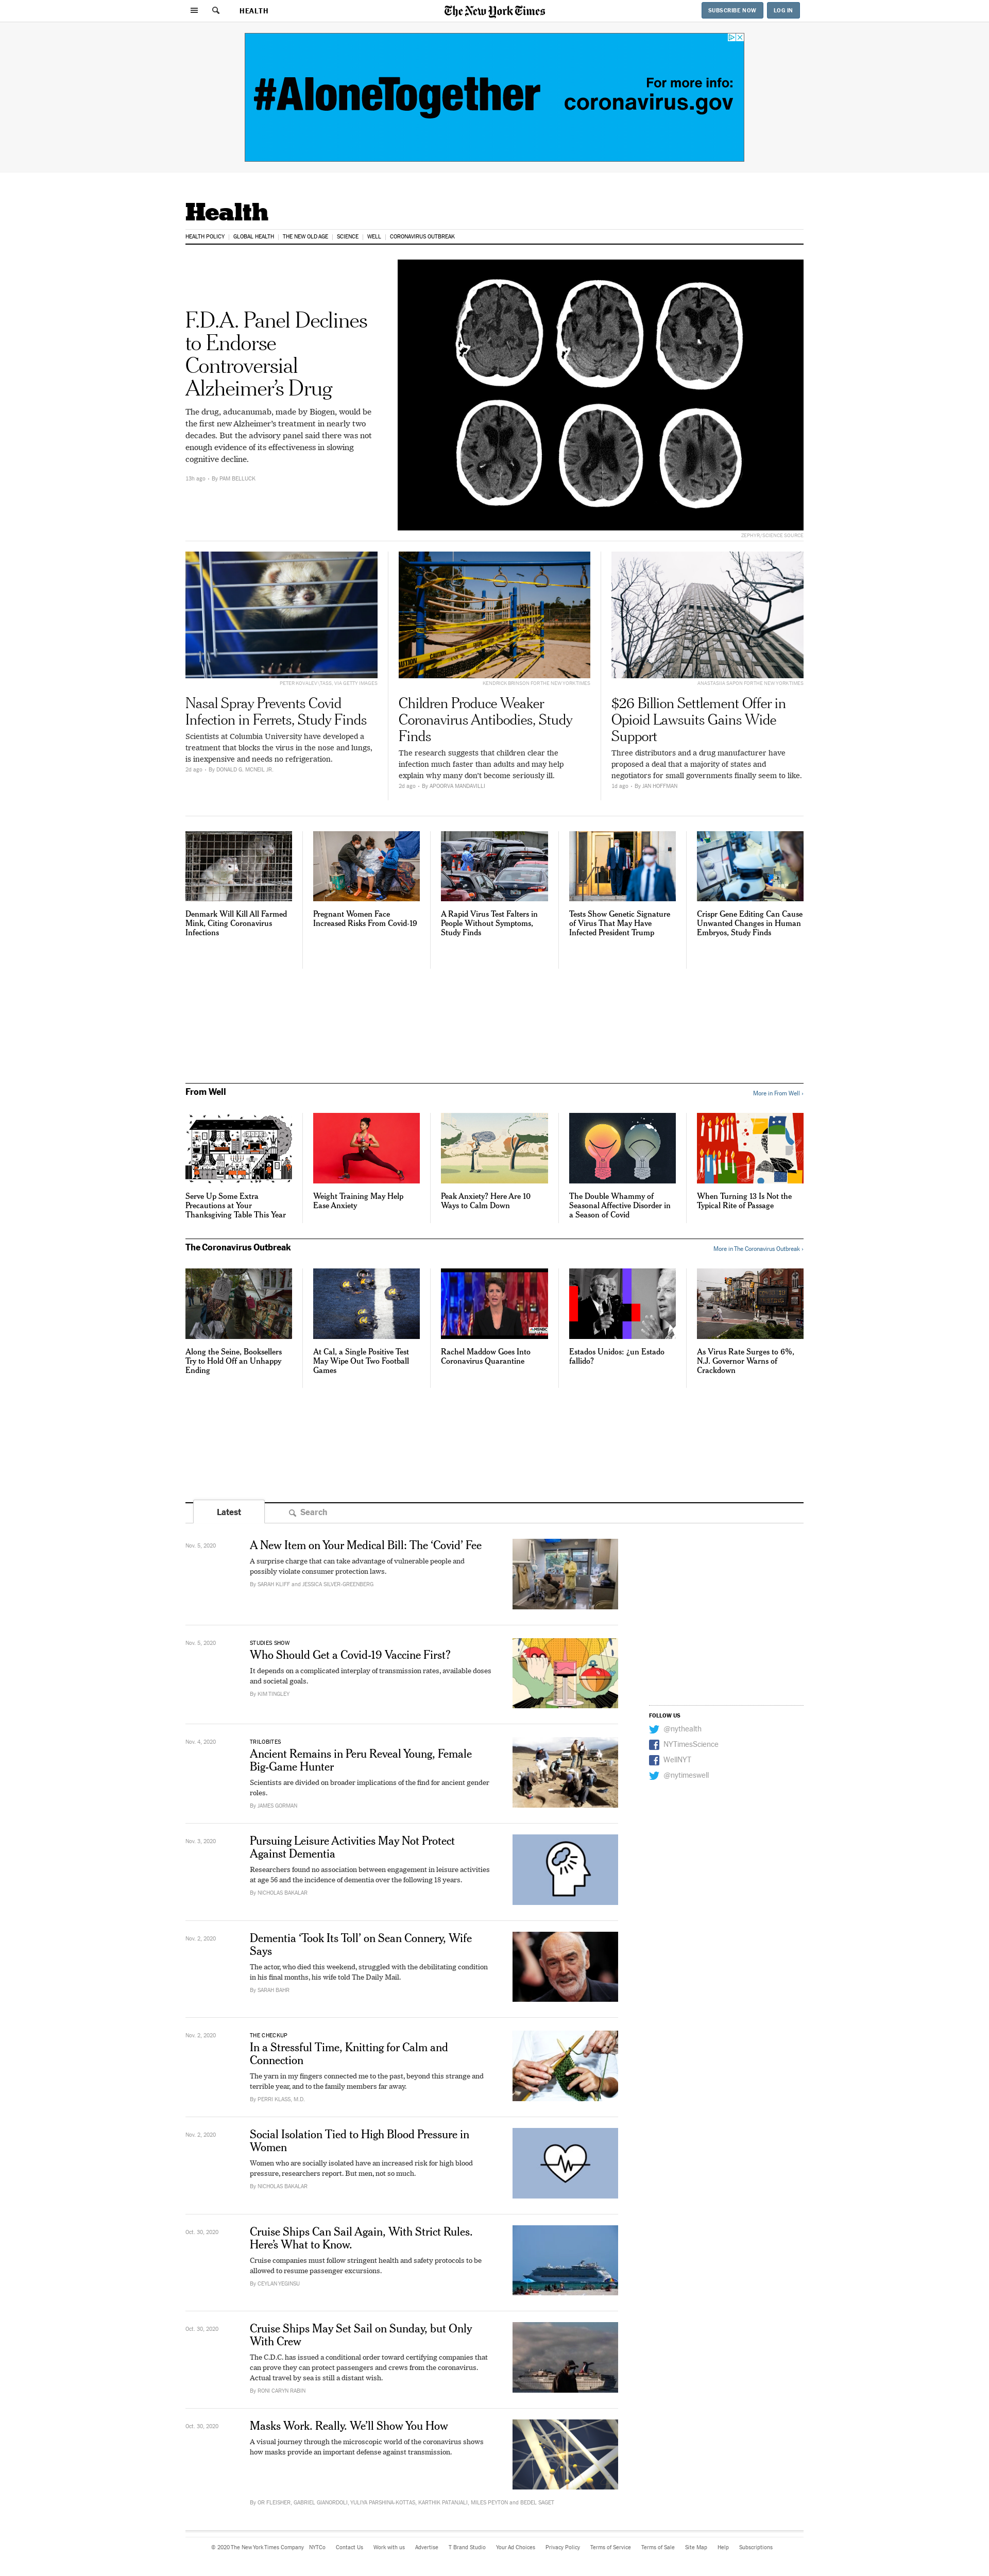 HEALTH
The New York Times
SUBSCRIBE NOW
LOG IN
#AloneTogether
For more info:
coronavirus.gov
Health
HEALTH POLICY
GLOBAL HEALTH
THE NEW OLD AGE
SCIENCE
WELL
CORONAVIRUS OUTBREAK
F.D.A. Panel Declines
to Endorse
Controversial
Alzheimer's Drug
The drug, aducanumab, made by Biogen, would be
the first new Alzheimer's treatment in nearly two
decades. But the advisory panel said there was not
enough evidence of its effectiveness in slowing
cognitive decline.
13h ago · By PAM BELLUCK
ZEPHYR/SCIENCE SOURCE
PETER KOVALEV\TASS, VIA GETTY IMAGES
Nasal Spray Prevents Covid
Infection in Ferrets, Study Finds
Scientists at Columbia University have developed a
treatment that blocks the virus in the nose and lungs,
is inexpensive and needs no refrigeration.
2d ago · By DONALD G. MCNEIL JR.
KENDRICK BRINSON FOR THE NEW YORK TIMES
Children Produce Weaker
Coronavirus Antibodies, Study
Finds
The research suggests that children clear the
infection much faster than adults and may help
explain why many don't become seriously ill.
2d ago · By APOORVA MANDAVILLI
ANASTASIIA SAPON FOR THE NEW YORK TIMES
$26 Billion Settlement Offer in
Opioid Lawsuits Gains Wide
Support
Three distributors and a drug manufacturer have
proposed a deal that a majority of states and
negotiators for small governments finally seem to like.
1d ago · By JAN HOFFMAN
Denmark Will Kill All Farmed
Mink, Citing Coronavirus
Infections
Pregnant Women Face
Increased Risks From Covid-19
A Rapid Virus Test Falters in
People Without Symptoms,
Study Finds
Tests Show Genetic Signature
of Virus That May Have
Infected President Trump
Crispr Gene Editing Can Cause
Unwanted Changes in Human
Embryos, Study Finds
From Well
More in From Well ›
Serve Up Some Extra
Precautions at Your
Thanksgiving Table This Year
Weight Training May Help
Ease Anxiety
Peak Anxiety? Here Are 10
Ways to Calm Down
The Double Whammy of
Seasonal Affective Disorder in
a Season of Covid
When Turning 13 Is Not the
Typical Rite of Passage
The Coronavirus Outbreak
More in The Coronavirus Outbreak ›
Along the Seine, Booksellers
Try to Hold Off an Unhappy
Ending
At Cal, a Single Positive Test
May Wipe Out Two Football
Games
Rachel Maddow Goes Into
Coronavirus Quarantine
Estados Unidos: ¿un Estado
fallido?
As Virus Rate Surges to 6%,
N.J. Governor Warns of
Crackdown
Latest
Search
Nov. 5, 2020
A New Item on Your Medical Bill: The 'Covid' Fee
A surprise charge that can take advantage of vulnerable people and
possibly violate consumer protection laws.
By SARAH KLIFF and JESSICA SILVER-GREENBERG
Nov. 5, 2020
STUDIES SHOW
Who Should Get a Covid-19 Vaccine First?
It depends on a complicated interplay of transmission rates, available doses
and societal goals.
By KIM TINGLEY
FOLLOW US
@nythealth
NYTimesScience
WellNYT
@nytimeswell
Nov. 4, 2020
TRILOBITES
Ancient Remains in Peru Reveal Young, Female
Big-Game Hunter
Scientists are divided on broader implications of the find for ancient gender
roles.
By JAMES GORMAN
Nov. 3, 2020
Pursuing Leisure Activities May Not Protect
Against Dementia
Researchers found no association between engagement in leisure activities
at age 56 and the incidence of dementia over the following 18 years.
By NICHOLAS BAKALAR
Nov. 2, 2020
Dementia 'Took Its Toll' on Sean Connery, Wife
Says
The actor, who died this weekend, struggled with the debilitating condition
in his final months, his wife told The Daily Mail.
By SARAH BAHR
Nov. 2, 2020
THE CHECKUP
In a Stressful Time, Knitting for Calm and
Connection
The yarn in my fingers connected me to the past, beyond this strange and
terrible year, and to the family members far away.
By PERRI KLASS, M.D.
Nov. 2, 2020
Social Isolation Tied to High Blood Pressure in
Women
Women who are socially isolated have an increased risk for high blood
pressure, researchers report. But men, not so much.
By NICHOLAS BAKALAR
Oct. 30, 2020
Cruise Ships Can Sail Again, With Strict Rules.
Here's What to Know.
Cruise companies must follow stringent health and safety protocols to be
allowed to resume passenger excursions.
By CEYLAN YEGINSU
Oct. 30, 2020
Cruise Ships May Set Sail on Sunday, but Only
With Crew
The C.D.C. has issued a conditional order toward certifying companies that
can prove they can protect passengers and crews from the coronavirus.
Actual travel by sea is still a distant wish.
By RONI CARYN RABIN
Oct. 30, 2020
Masks Work. Really. We'll Show You How
A visual journey through the microscopic world of the coronavirus shows
how masks provide an important defense against transmission.
By OR FLEISHER, GABRIEL GIANORDOLI, YULIYA PARSHINA-KOTTAS, KARTHIK PATANJALI, MILES PEYTON and BEDEL SAGET
© 2020 The New York Times Company
NYTCo
Contact Us
Work with us
Advertise
T Brand Studio
Your Ad Choices
Privacy Policy
Terms of Service
Terms of Sale
Site Map
Help
Subscriptions